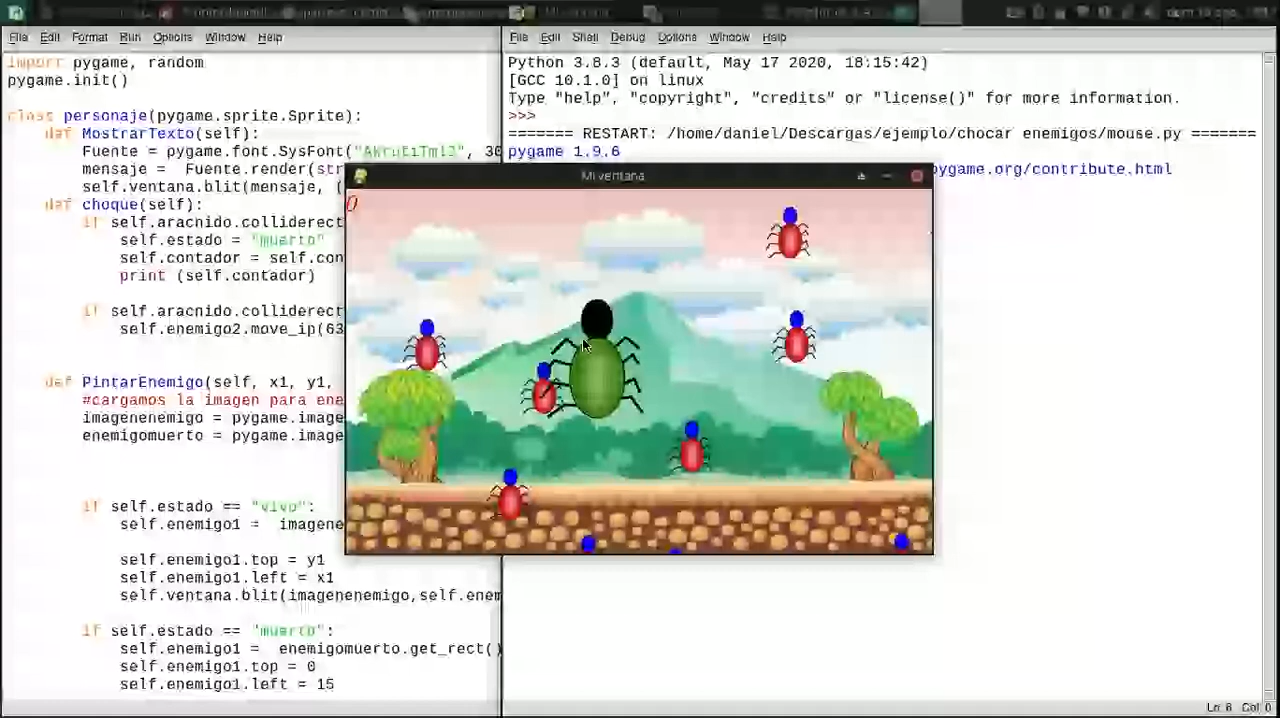 File Edit Format Run Options Window Help
import pygame, random
pygame.init()
class personaje(pygame.sprite.Sprite):
def MostrarTexto(self):
Fuente = pygame.font.SysFont("AkrutiTml2", 30
mensaje = Fuente.render(str
self.ventana.blit(mensaje, (
def choque(self):
if self.aracnido.colliderect
self.estado = "muerto"
self.contador = self.con
print (self.contador)
if self.aracnido.colliderect
self.enemigo2.move_ip(63
def PintarEnemigo(self, x1, y1,
#cargamos la imagen para ene
imagenenemigo = pygame.image
enemigomuerto = pygame.image
if self.estado == "vivo":
self.enemigo1 = imagene
self.enemigo1.top = y1
self.enemigo1.left = x1
self.ventana.blit(imagenenemigo,self.enem
if self.estado == "muerto":
self.enemigo1 = enemigomuerto.get_rect()
self.enemigo1.top = 0
self.enemigo1.left = 15
File Edit Shell Debug Options Window Help
Python 3.8.3 (default, May 17 2020, 18:15:42)
[GCC 10.1.0] on linux
Type "help", "copyright", "credits" or "license()" for more information.
>>>
======= RESTART: /home/daniel/Descargas/ejemplo/chocar enemigos/mouse.py =======
pygame 1.9.6
pygame.org/contribute.html
Mi ventana
0
Ln: 6 Col: 0